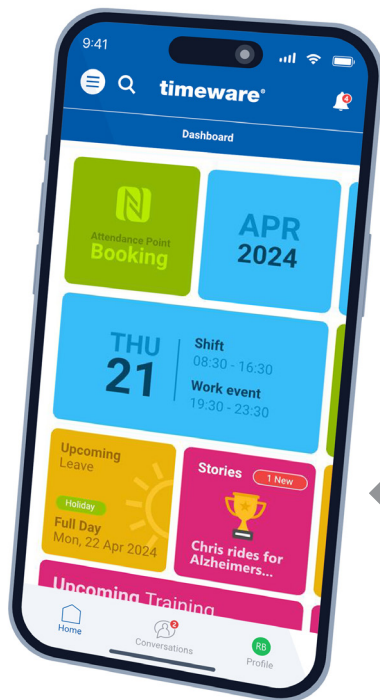 9:41
timeware®
4
Dashboard
Attendance Point
Booking
APR
2024
THU
21
Shift
08:30 - 16:30
Work event
19:30 - 23:30
Upcoming
Leave
Holiday
Full Day
Mon, 22 Apr 2024
Stories
1 New
Chris rides for
Alzheimers...
Upcoming Training
Home
2
Conversations
RB
Profile